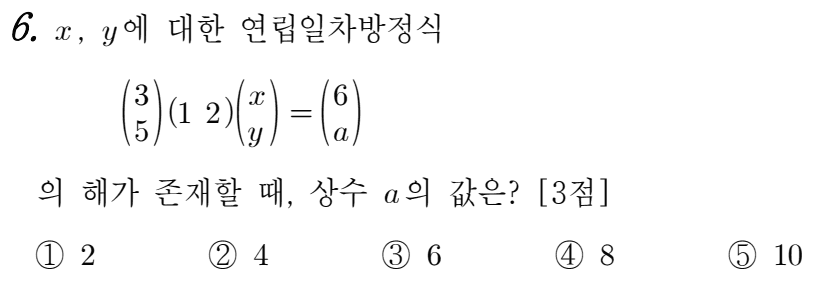 6. x, y에 대한 연립일차방정식
(3 5)(1 2)(x y) = (6 a)
의 해가 존재할 때, 상수 a의 값은? [3점]
① 2 ② 4 ③ 6 ④ 8 ⑤ 10